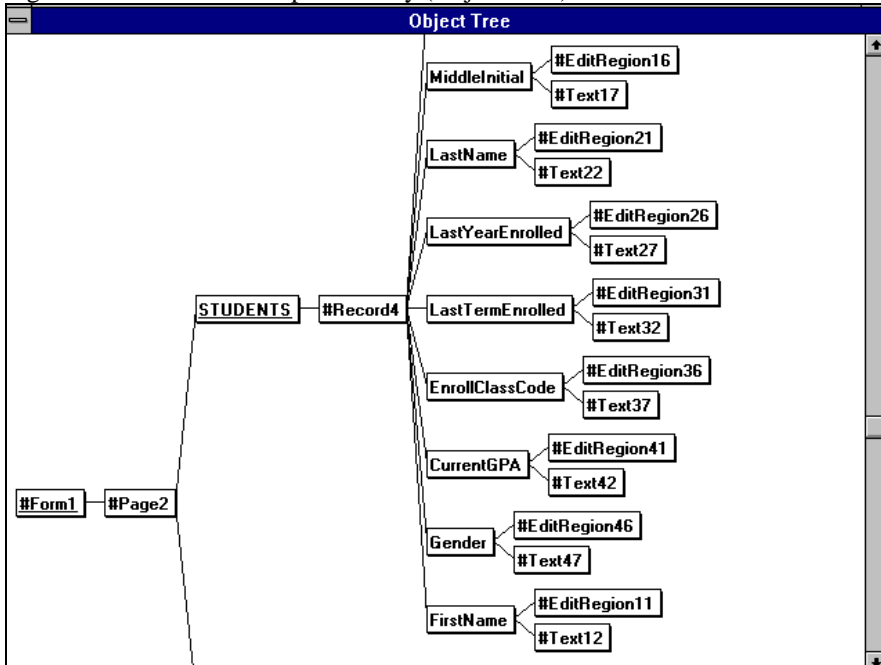 Object Tree
MiddleInitial
#EditRegion16
#Text17
LastName
#EditRegion21
#Text22
LastYearEnrolled
#EditRegion26
#Text27
STUDENTS
#Record4
LastTermEnrolled
#EditRegion31
#Text32
EnrollClassCode
#EditRegion36
#Text37
CurrentGPA
#EditRegion41
#Text42
#Form1
#Page2
Gender
#EditRegion46
#Text47
FirstName
#EditRegion11
#Text12